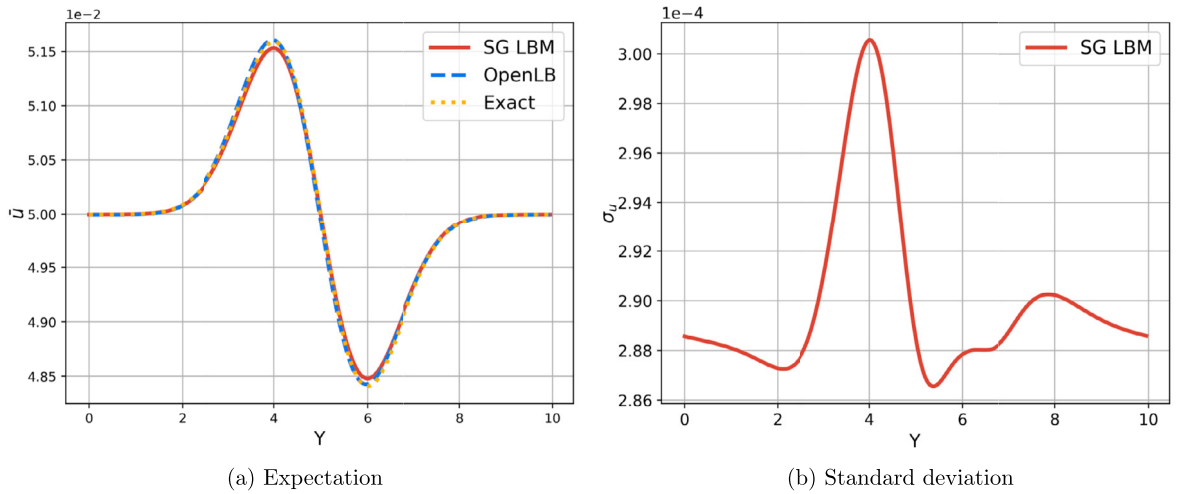 1e−2
5.15
5.10
5.05
5.00
4.95
4.90
4.85
ū
0 2 4 6 8 10
Y
SG LBM
OpenLB
Exact
(a) Expectation
1e−4
3.00
2.98
2.96
2.94
2.92
2.90
2.88
2.86
σu
0 2 4 6 8 10
Y
SG LBM
(b) Standard deviation